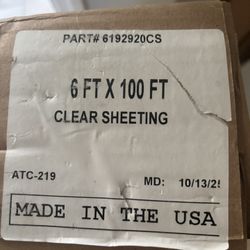 PART# 6192920CS
6 FT X 100 FT
CLEAR SHEETING
ATC-219 MD: 10/13/25
MADE IN THE USA